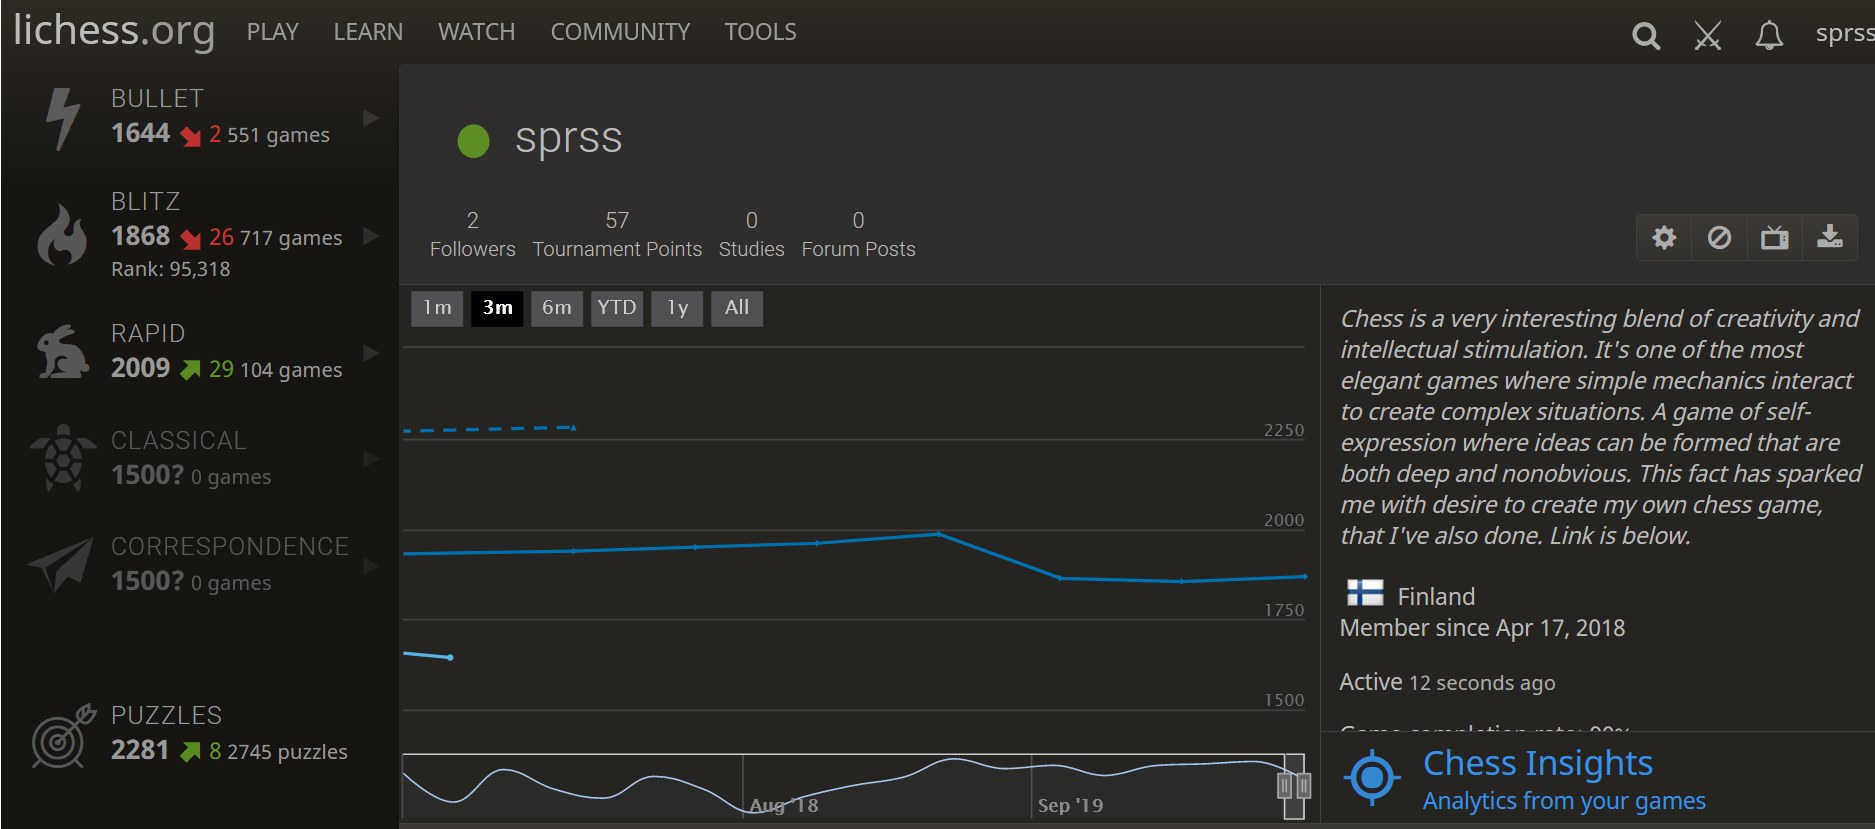 lichess.org PLAY LEARN WATCH COMMUNITY TOOLS sprss
BULLET
1644 2 551 games
BLITZ
1868 26 717 games
Rank: 95,318
RAPID
2009 29 104 games
CLASSICAL
1500? 0 games
CORRESPONDENCE
1500? 0 games
PUZZLES
2281 8 2745 puzzles
sprss
2 57 0 0
Followers Tournament Points Studies Forum Posts
1m 3m 6m YTD 1y All
2250
2000
1750
1500
Aug '18 Sep '19
Chess is a very interesting blend of creativity and
intellectual stimulation. It's one of the most
elegant games where simple mechanics interact
to create complex situations. A game of self-
expression where ideas can be formed that are
both deep and nonobvious. This fact has sparked
me with desire to create my own chess game,
that I've also done. Link is below.
Finland
Member since Apr 17, 2018
Active 12 seconds ago
Game completion rate:
Chess Insights
Analytics from your games